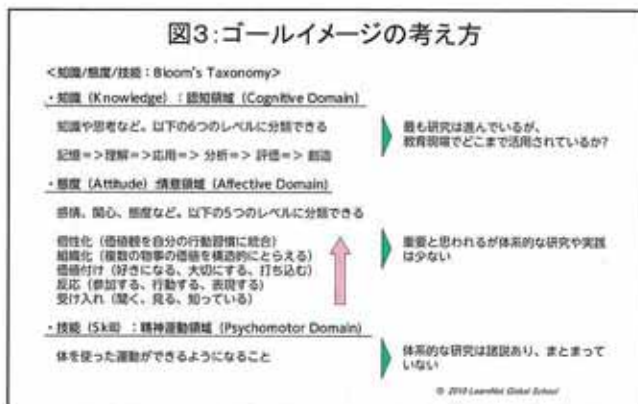 図3:ゴールイメージの考え方
<知識/態度/技能:Bloom's Taxonomy>
・知識(Knowledge):認知領域(Cognitive Domain)
知識や思考など。以下の6つのレベルに分類できる
記憶=>理解=>応用=> 分析=> 評価=> 創造
最も研究は進んでいるが、
教育現場でどこまで活用されているか?
・態度(Attitude):情意領域(Affective Domain)
感情、関心、態度など。以下の5つのレベルに分類できる
個性化(価値観を自分の行動習慣に統合)
組織化(複数の物事の価値を構造的にとらえる)
価値付け(好きになる、大切にする、打ち込む)
反応(参加する、行動する、表現する)
受け入れ(聞く、見る、知っている)
重要と思われるが体系的な研究や実践
は少ない
・技能(Skill):精神運動領域(Psychomotor Domain)
体を使った運動ができるようになること
体系的な研究は諸説あり、まとまって
いない
© 2010 LearnNet Global School